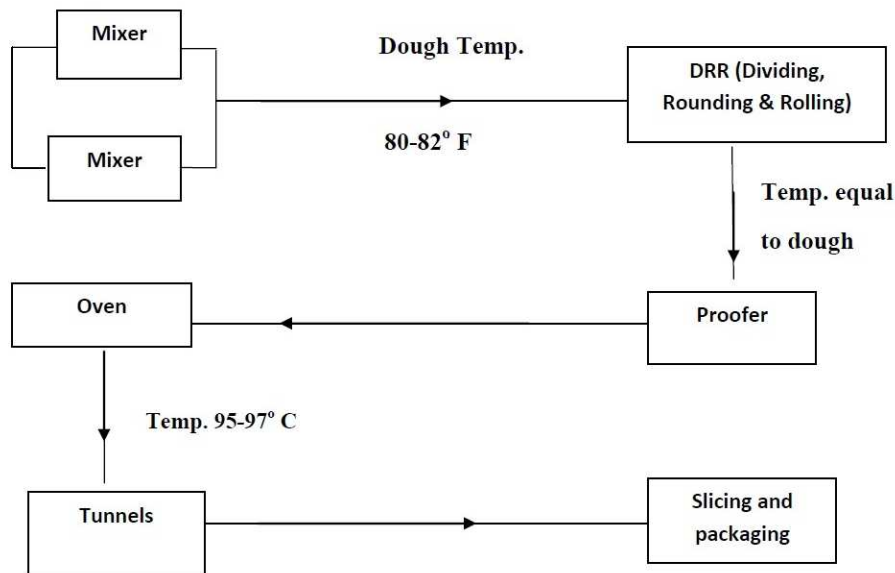 Mixer
Dough Temp.
DRR (Dividing,
Rounding & Rolling)
80-82° F
Mixer
Temp. equal
to dough
Oven
Proofer
Temp. 95-97° C
Tunnels
Slicing and
packaging